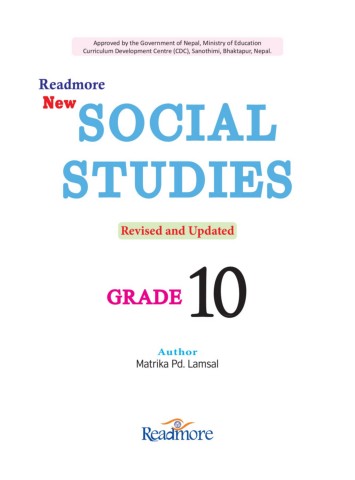 Approved by the Government of Nepal, Ministry of Education
Curriculum Development Centre (CDC), Sanothimi, Bhaktapur, Nepal.
Readmore
New
SOCIAL
STUDIES
Revised and Updated
GRADE 10
Author
Matrika Pd. Lamsal
Readmore